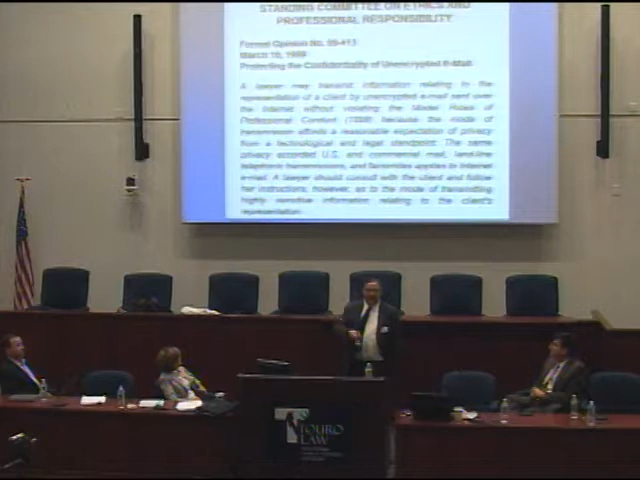 STANDING COMMITTEE ON ETHICS AND
PROFESSIONAL RESPONSIBILITY
Formal Opinion No. 99-413
March 10, 1999
Protecting the Confidentiality of Unencrypted E-Mail
A lawyer may transmit information relating to the
representation of a client by unencrypted e-mail sent over
the Internet without violating the Model Rules of
Professional Conduct (1998) because the mode of
transmission affords a reasonable expectation of privacy
from a technological and legal standpoint. The same
privacy accorded U.S. and commercial mail, land-line
telephonic transmissions, and facsimiles applies to Internet
e-mail. A lawyer should consult with the client and follow
her instructions, however, as to the mode of transmitting
highly sensitive information relating to the client's
representation.
TOURO
LAW